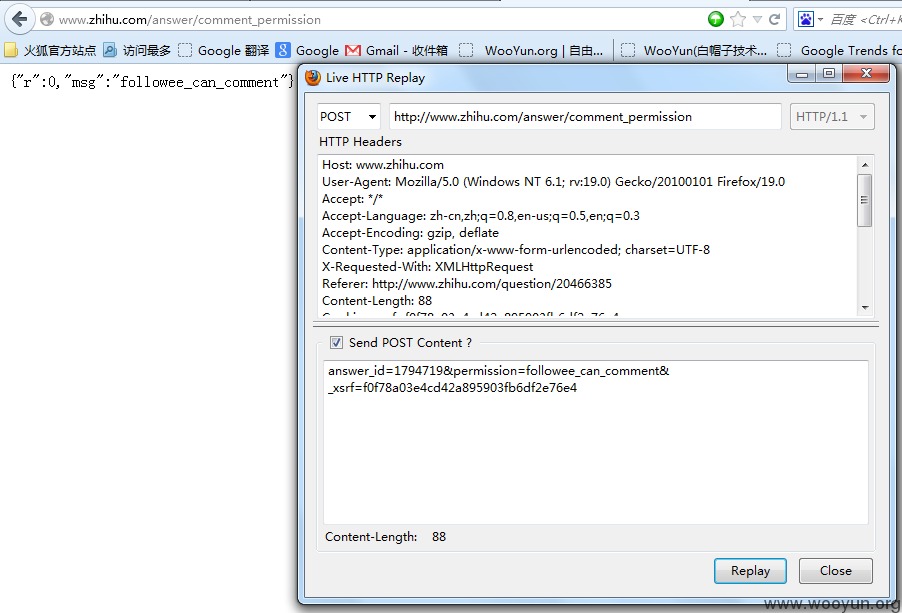 www.zhihu.com/answer/comment_permission
百度 <Ctrl+K
火狐官方站点 访问最多 Google 翻译 Google Gmail - 收件箱 WooYun.org | 自由... WooYun(白帽子技术... Google Trends fo
{"r":0,"msg":"followee_can_comment"}
Live HTTP Replay
POST http://www.zhihu.com/answer/comment_permission HTTP/1.1
HTTP Headers
Host: www.zhihu.com
User-Agent: Mozilla/5.0 (Windows NT 6.1; rv:19.0) Gecko/20100101 Firefox/19.0
Accept: */*
Accept-Language: zh-cn,zh;q=0.8,en-us;q=0.5,en;q=0.3
Accept-Encoding: gzip, deflate
Content-Type: application/x-www-form-urlencoded; charset=UTF-8
X-Requested-With: XMLHttpRequest
Referer: http://www.zhihu.com/question/20466385
Content-Length: 88
Send POST Content ?
answer_id=1794719&permission=followee_can_comment&
_xsrf=f0f78a03e4cd42a895903fb6df2e76e4
Content-Length: 88
Replay Close
www.wooyun.org